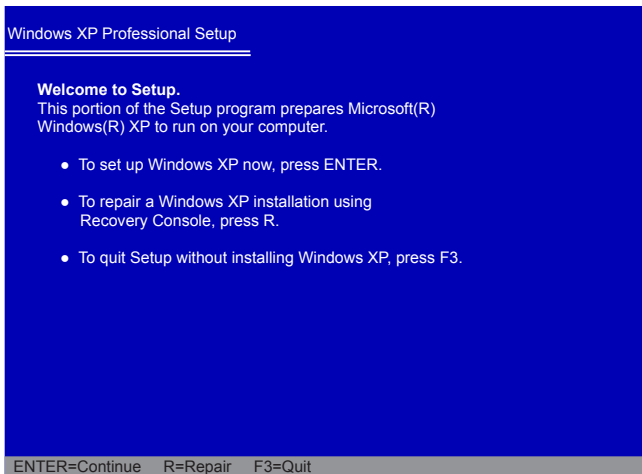 Windows XP Professional Setup
Welcome to Setup.
This portion of the Setup program prepares Microsoft(R)
Windows(R) XP to run on your computer.
● To set up Windows XP now, press ENTER.
● To repair a Windows XP installation using
Recovery Console, press R.
● To quit Setup without installing Windows XP, press F3.
ENTER=Continue R=Repair F3=Quit